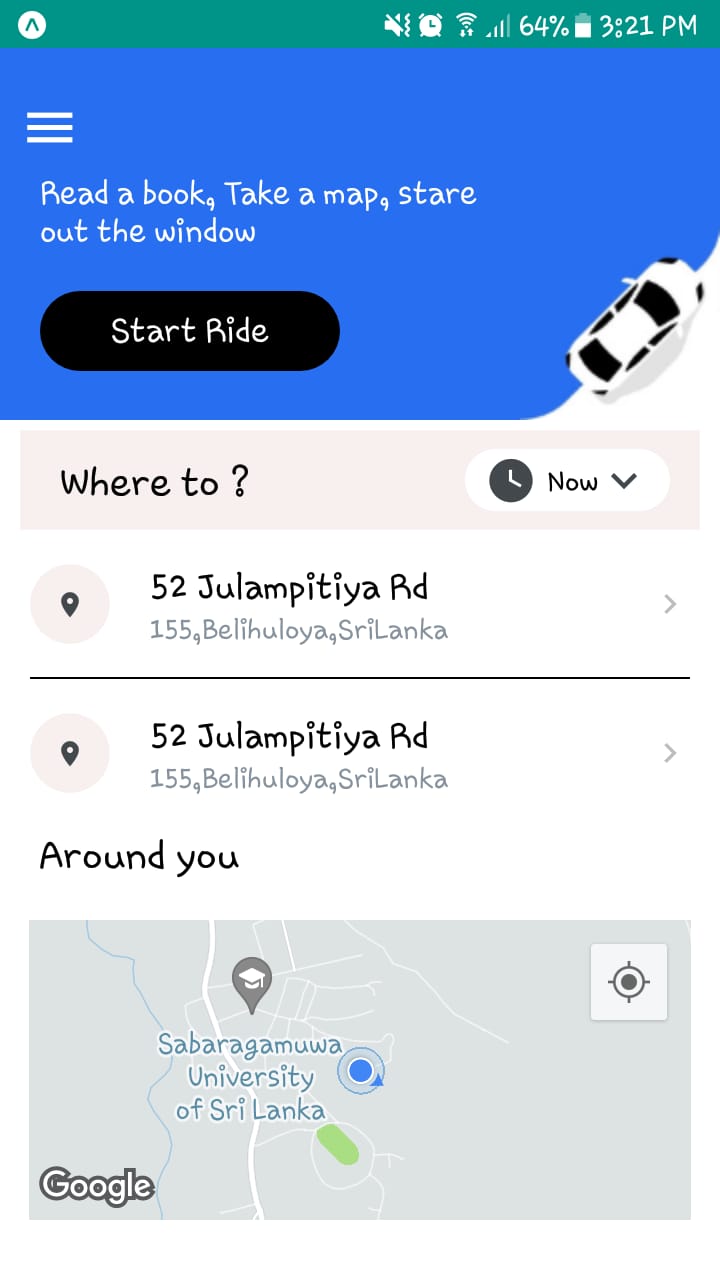 64% 3:21 PM
Read a book, Take a map, stare
out the window
Start Ride
Where to ?
Now
52 Julampitiya Rd
155,Belihuloya,SriLanka
52 Julampitiya Rd
155,Belihuloya,SriLanka
Around you
Sabaragamuwa
University
of Sri Lanka
Google